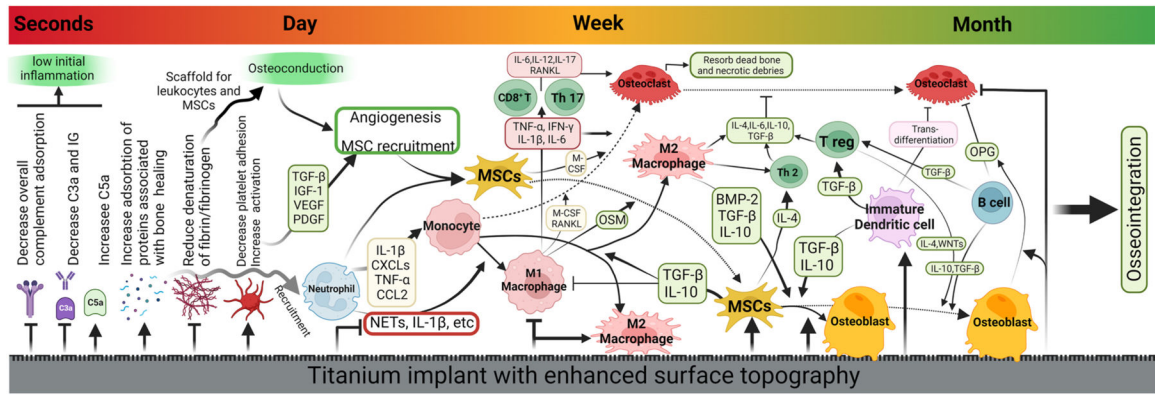 Seconds
Day
Week
Month
low initial
inflammation
Decrease overall
complement adsorption
Decrease C3a and IG
Increasee C5a
Increase adsorption of
proteins associated
with bone healing
Reduce denaturation
of fibrin/fibrinogen
Decrease platelet adhesion
Increase activation
C3a
C5a
Scaffold for
leukocytes and
MSCs
Osteoconduction
Angiogenesis
MSC recruitment
TGF-β
IGF-1
VEGF
PDGF
Recruitment
Neutrophil
IL-1β
CXCLs
TNF-α
CCL2
NETs, IL-1β, etc
Monocyte
MSCs
IL-6,IL-12,IL-17
RANKL
CD8⁺ T
Th 17
TNF-α, IFN-γ
IL-1β, IL-6
M-
CSF
M-CSF
RANKL
OSM
M1
Macrophage
M2
Macrophage
TGF-β
IL-10
Osteoclast
Resorb dead bone
and necrotic debries
M2
Macrophage
IL-4,IL-6,IL-10,
TGF-β
Th 2
BMP-2
TGF-β
IL-10
IL-4
MSCs
TGF-β
IL-10
T reg
TGF-β
TGF-β
Immature
Dendritic cell
Osteoclast
Trans-
differentiation
OPG
B cell
IL-4,WNTs
IL-10,TGF-β
Osteoblast
Osteoblast
Osseointegration
Titanium implant with enhanced surface topography